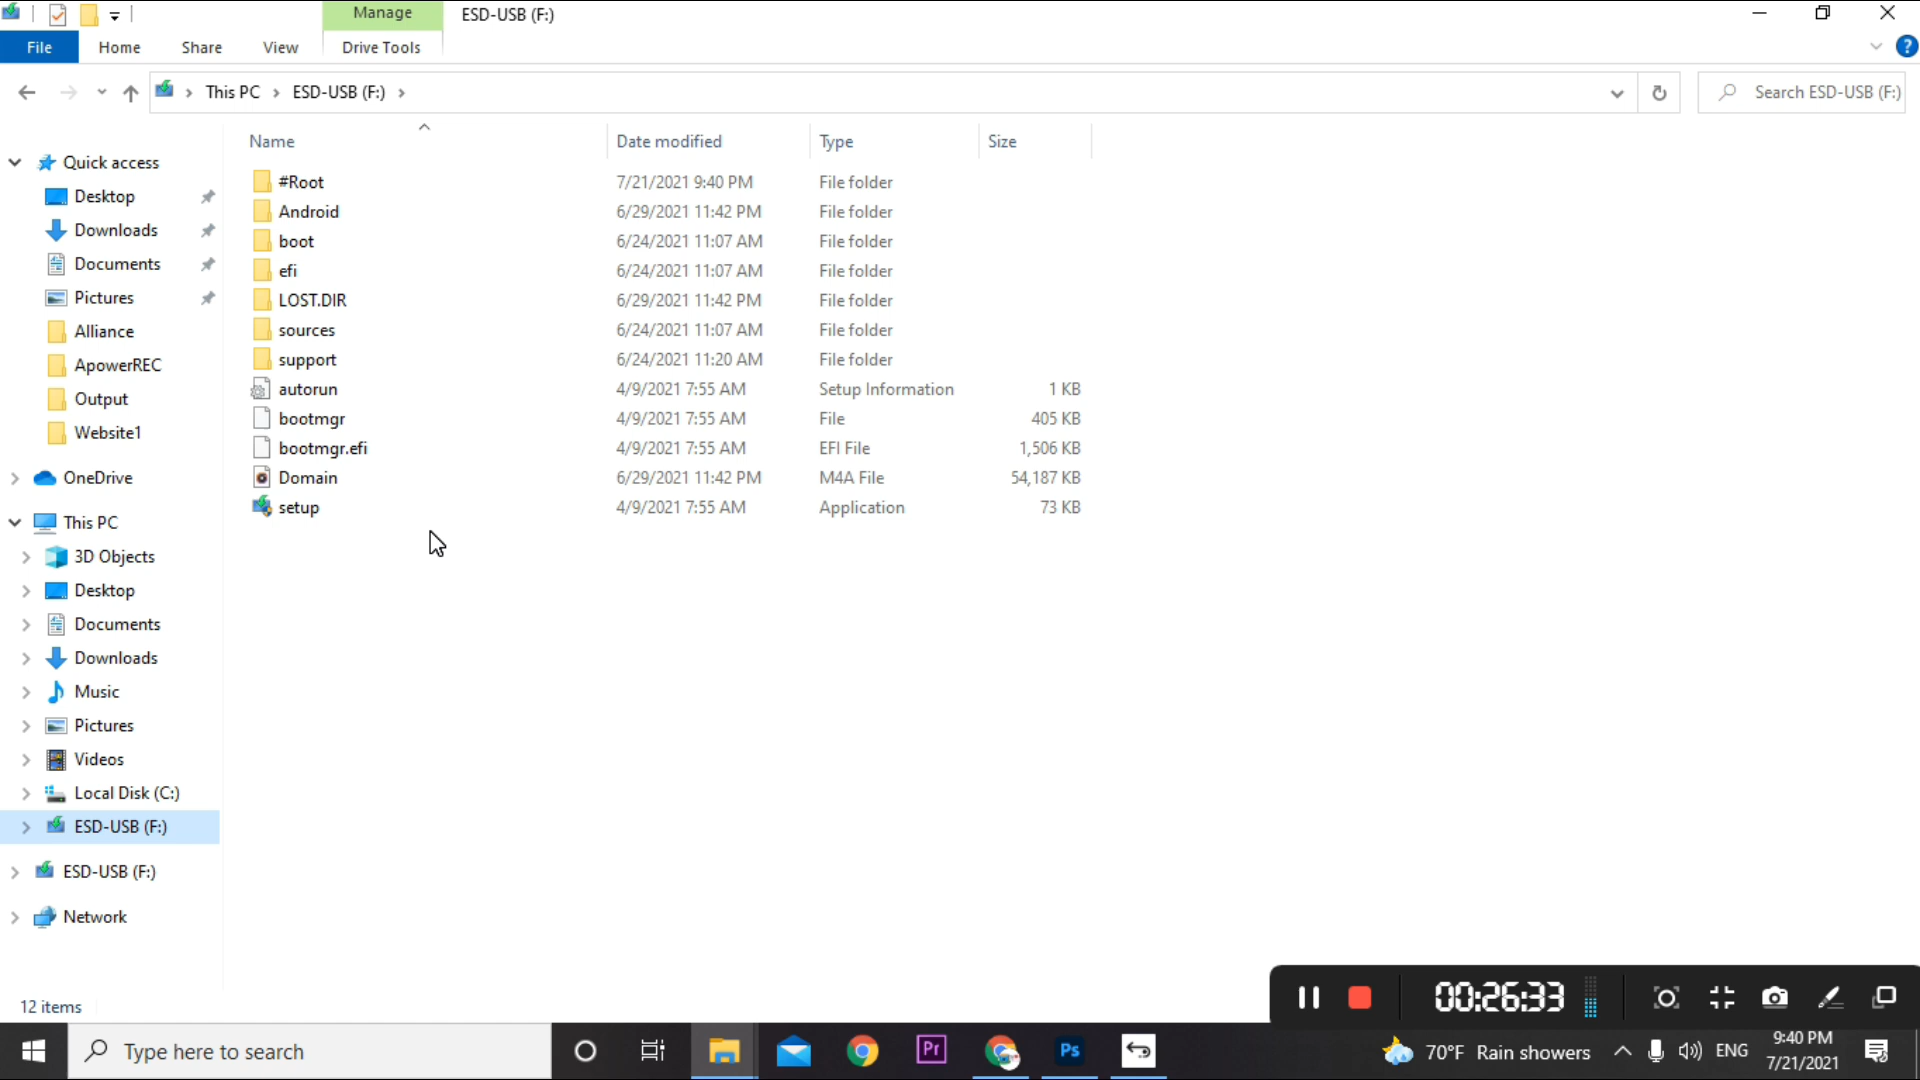 Manage
ESD-USB (F:)
File
Home
Share
View
Drive Tools
?
This PC
ESD-USB (F:)
Search ESD-USB (F:)
Name
Date modified
Type
Size
#Root
7/21/2021 9:40 PM
File folder
Android
6/29/2021 11:42 PM
File folder
boot
6/24/2021 11:07 AM
File folder
efi
6/24/2021 11:07 AM
File folder
LOST.DIR
6/29/2021 11:42 PM
File folder
sources
6/24/2021 11:07 AM
File folder
support
6/24/2021 11:20 AM
File folder
autorun
4/9/2021 7:55 AM
Setup Information
1 KB
bootmgr
4/9/2021 7:55 AM
File
405 KB
bootmgr.efi
4/9/2021 7:55 AM
EFI File
1,506 KB
Domain
6/29/2021 11:42 PM
M4A File
54,187 KB
setup
4/9/2021 7:55 AM
Application
73 KB
Quick access
Desktop
Downloads
Documents
Pictures
Alliance
ApowerREC
Output
Website1
OneDrive
This PC
3D Objects
Desktop
Documents
Downloads
Music
Pictures
Videos
Local Disk (C:)
ESD-USB (F:)
ESD-USB (F:)
Network
12 items
00:26:33
Type here to search
Pr
Ps
70°F Rain showers
ENG
9:40 PM
7/21/2021